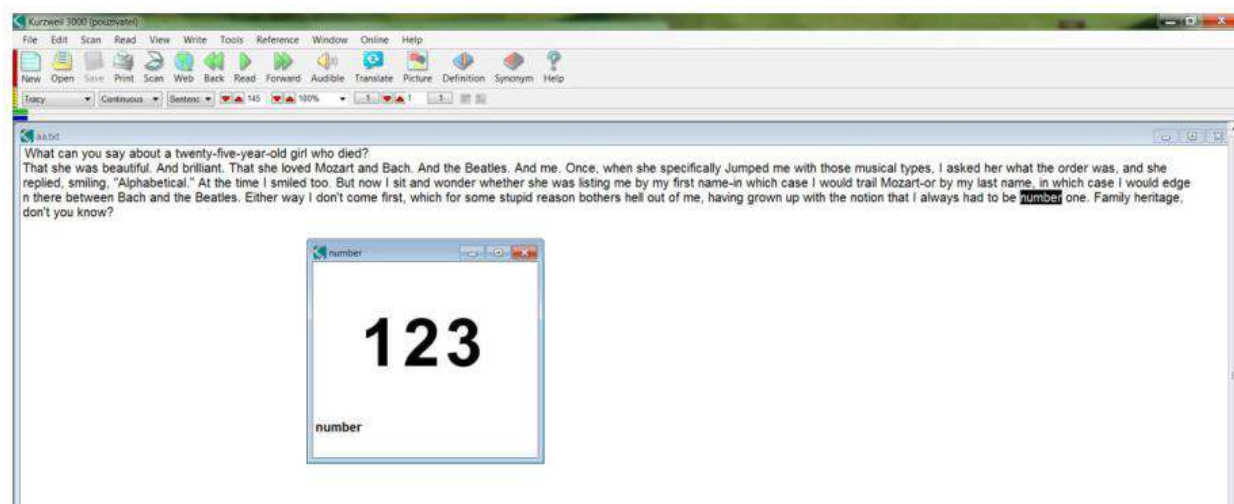 Kurzweil 3000 (pouzivatel)
File Edit Scan Read View Write Tools Reference Window Online Help
New Open Save Print Scan Web Back Read Forward Audible Translate Picture Definition Synonym Help
Tracy Continuous Sentenc 145 100% 1 1 1
aa.txt
What can you say about a twenty-five-year-old girl who died?
That she was beautiful. And brilliant. That she loved Mozart and Bach. And the Beatles. And me. Once, when she specifically Jumped me with those musical types, I asked her what the order was, and she
replied, smiling, "Alphabetical." At the time I smiled too. But now I sit and wonder whether she was listing me by my first name-in which case I would trail Mozart-or by my last name, in which case I would edge
n there between Bach and the Beatles. Either way I don't come first, which for some stupid reason bothers hell out of me, having grown up with the notion that I always had to be number one. Family heritage,
don't you know?
number
123
number